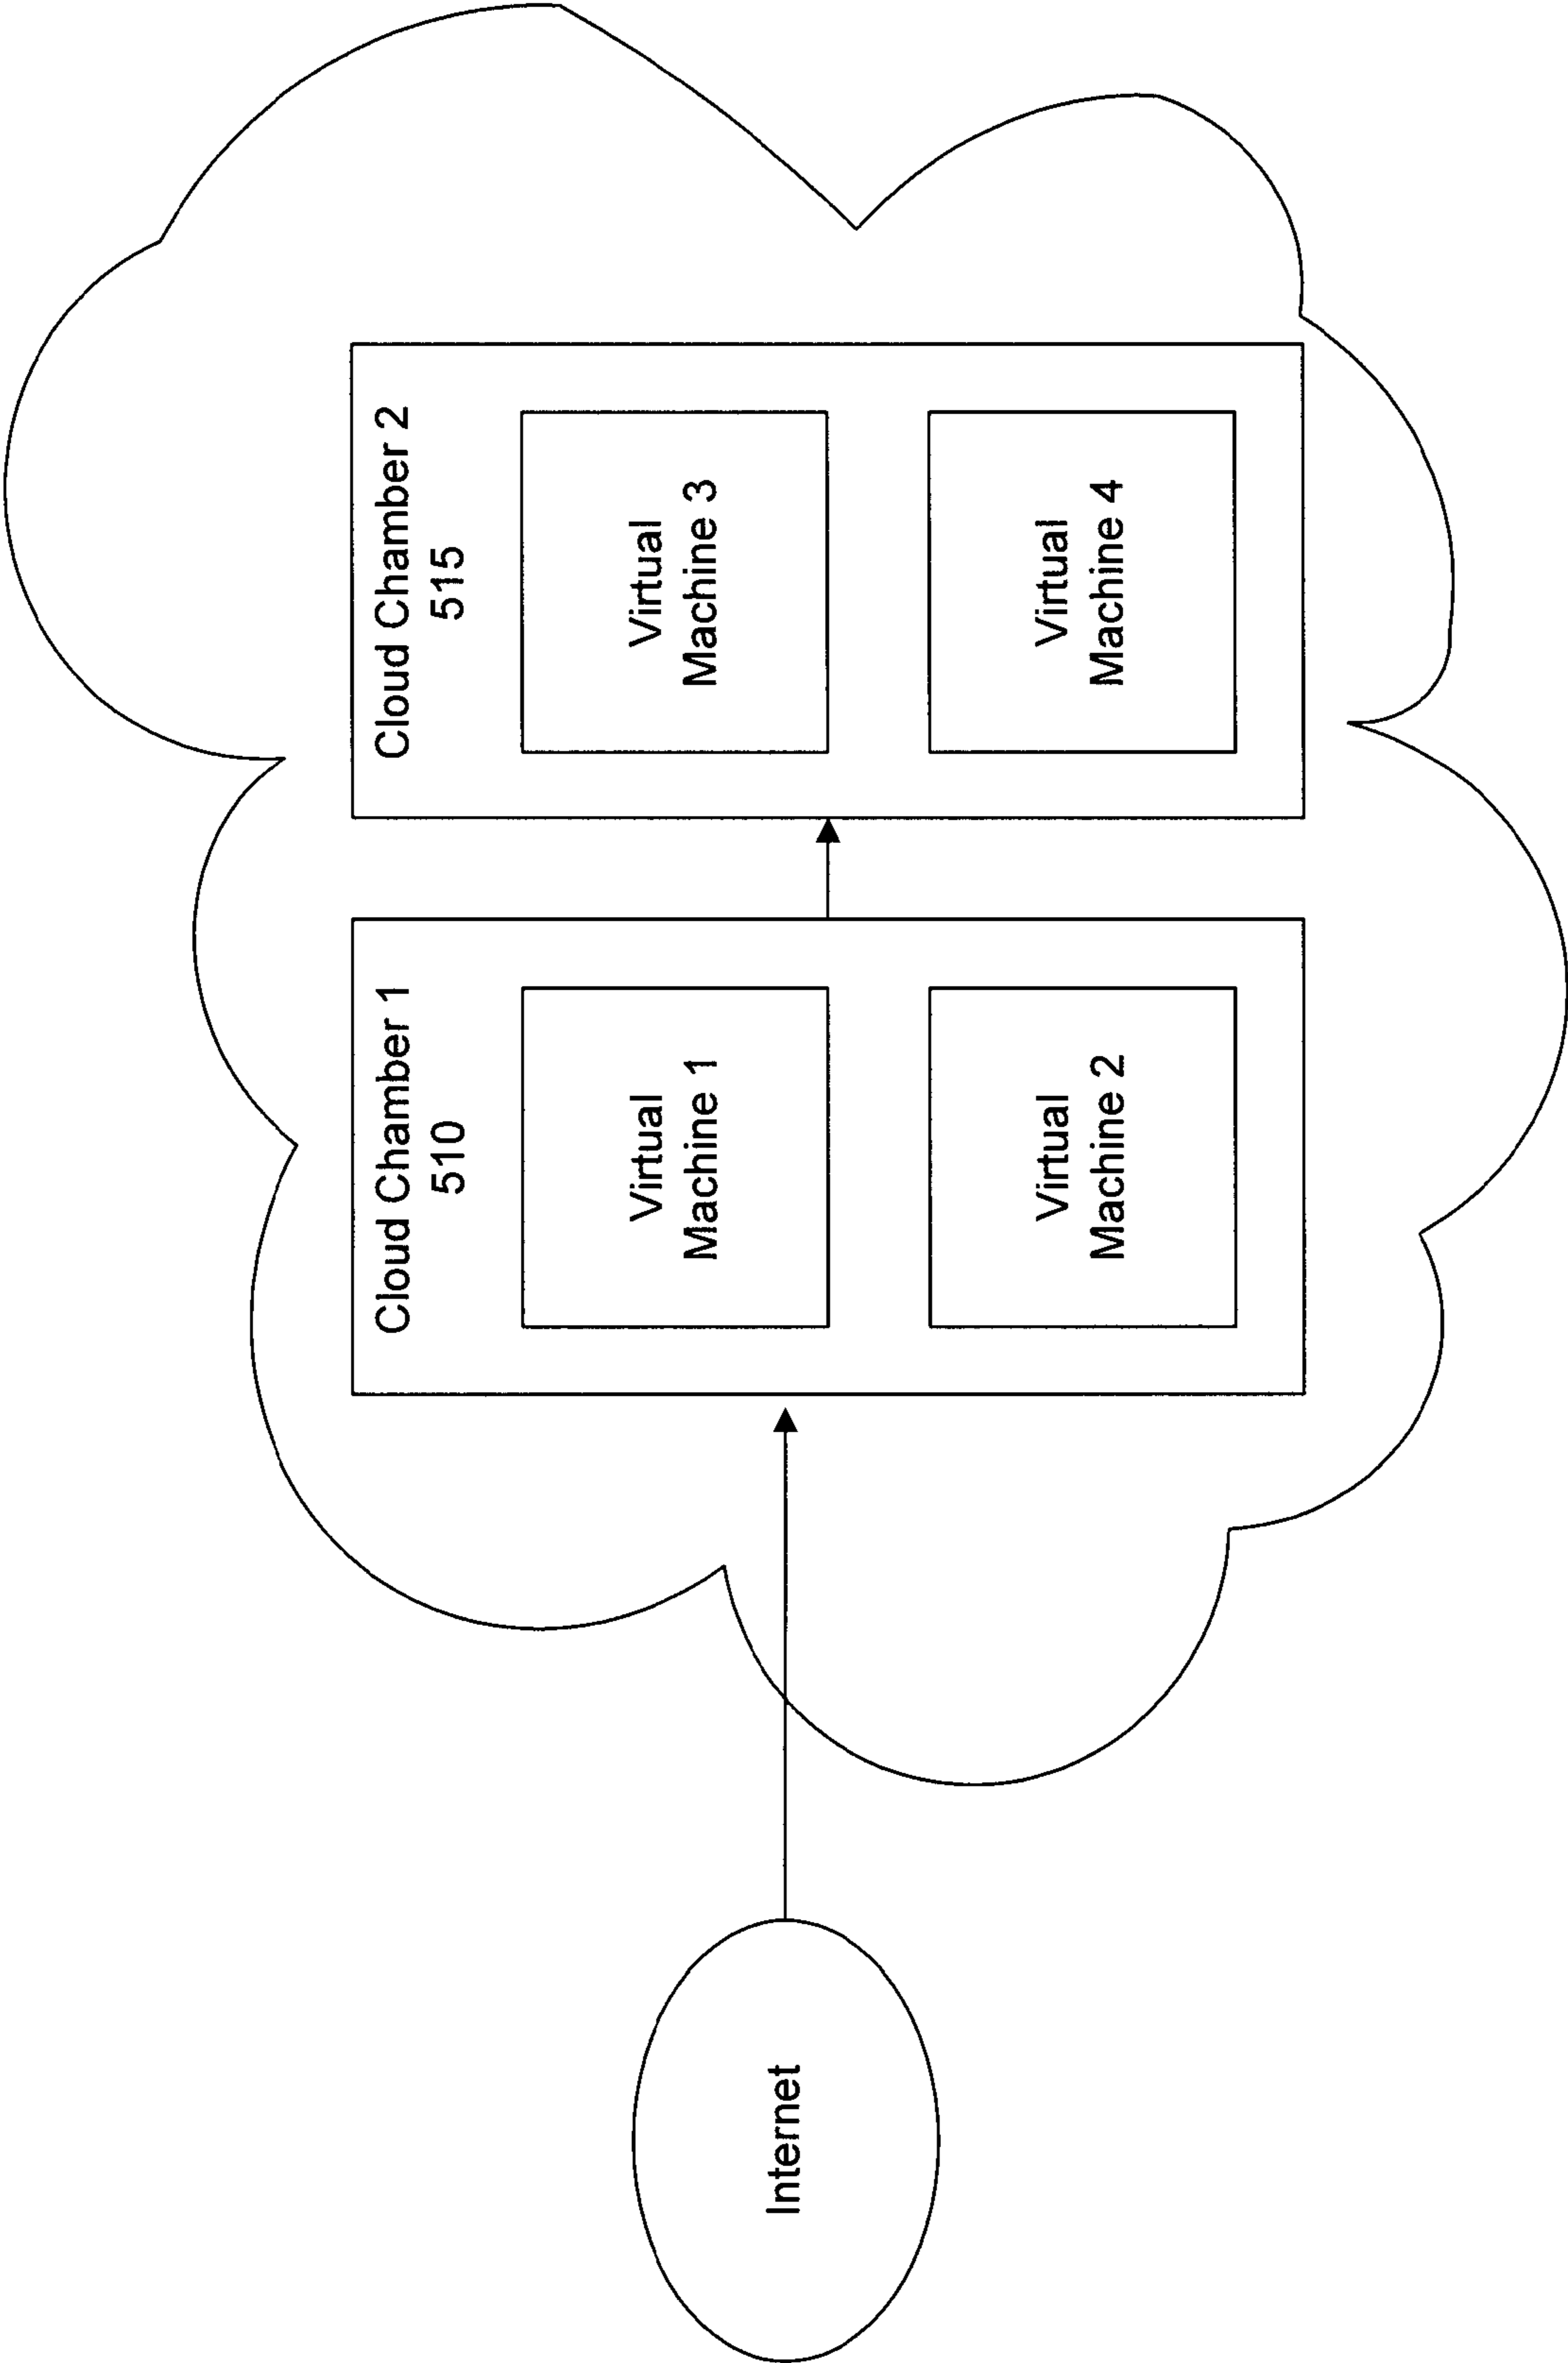 Internet
Cloud Chamber 1
510
Virtual
Machine 1
Virtual
Machine 2
Cloud Chamber 2
515
Virtual
Machine 3
Virtual
Machine 4